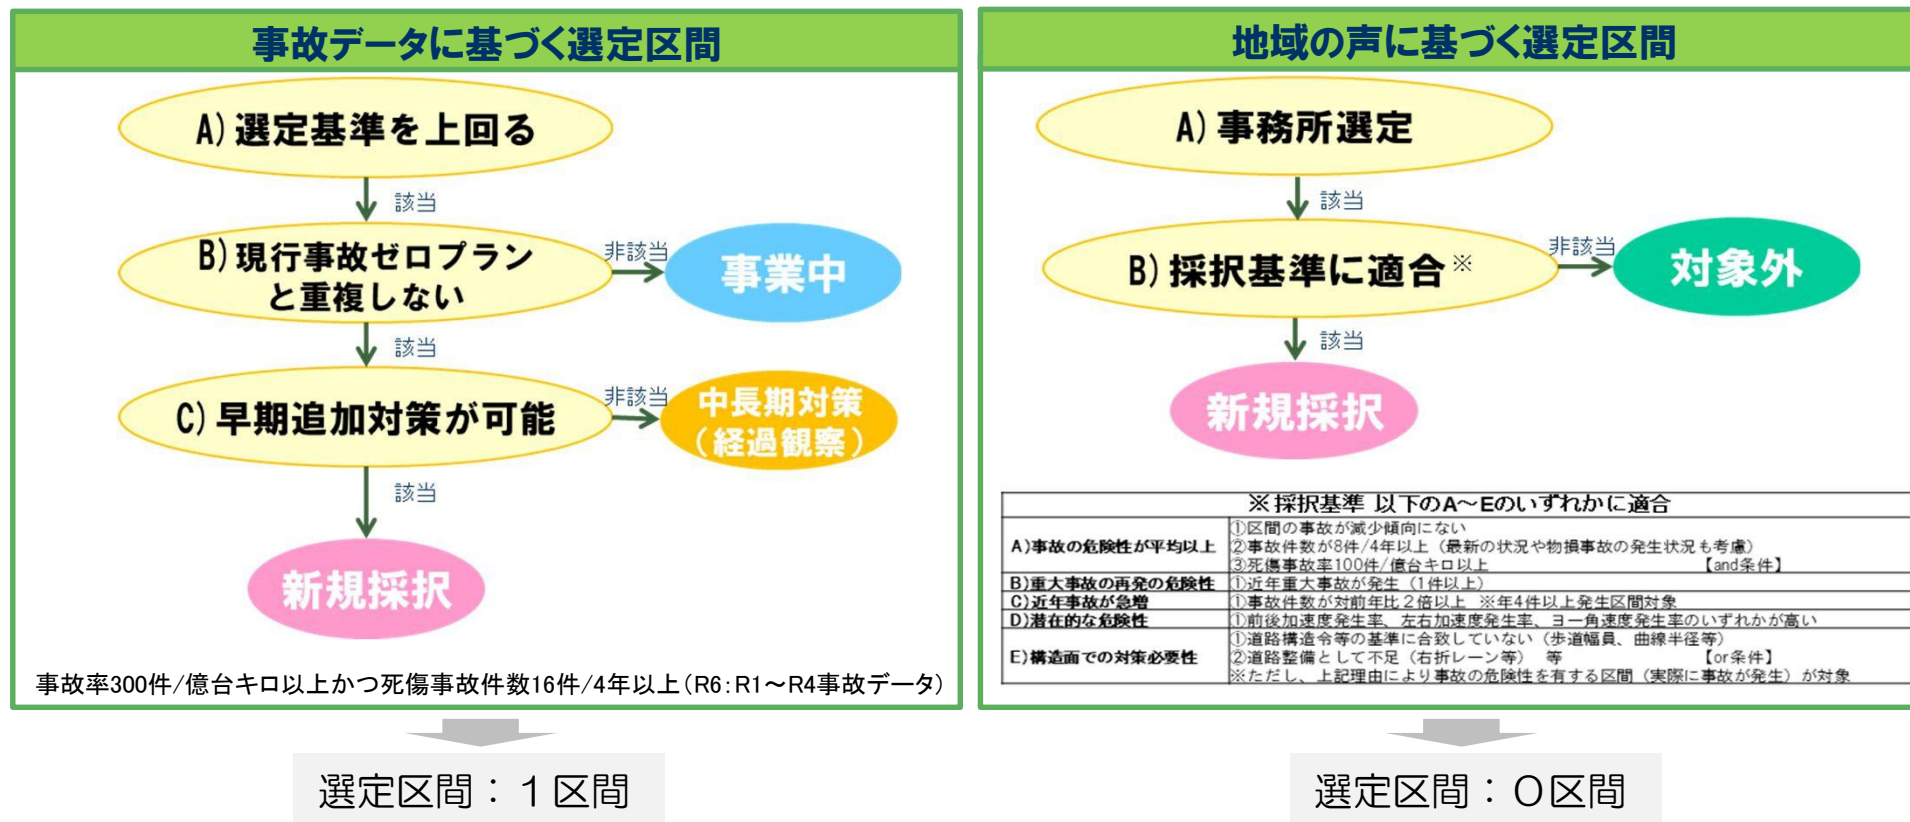 事故データに基づく選定区間
A)選定基準を上回る
該当
B)現行事故ゼロプラン
と重複しない
非該当
事業中
該当
C)早期追加対策が可能
非該当
中長期対策
(経過観察)
該当
新規採択
事故率300件/億台キロ以上かつ死傷事故件数16件/4年以上(R6:R1～R4事故データ)
選定区間:1区間
地域の声に基づく選定区間
A)事務所選定
該当
B)採択基準に適合※
非該当
対象外
該当
新規採択
※採択基準 以下のA～Eのいずれかに適合
A)事故の危険性が平均以上
①区間の事故が減少傾向にない
②事故件数が8件/4年以上(最新の状況や物損事故の発生状況も考慮)
③死傷事故率100件/億台キロ以上 【and条件】
B)重大事故の再発の危険性 ①近年重大事故が発生(1件以上)
C)近年事故が急増 ①事故件数が対前年比2倍以上 ※年4件以上発生区間対象
D)潜在的な危険性 ①前後加速度発生率、左右加速度発生率、ヨー角速度発生率のいずれかが高い
E)構造面での対策必要性
①道路構造令等の基準に合致していない(歩道幅員、曲線半径等)
②道路整備として不足(右折レーン等) 等 【or条件】
※ただし、上記理由により事故の危険性を有する区間(実際に事故が発生)が対象
選定区間:0区間